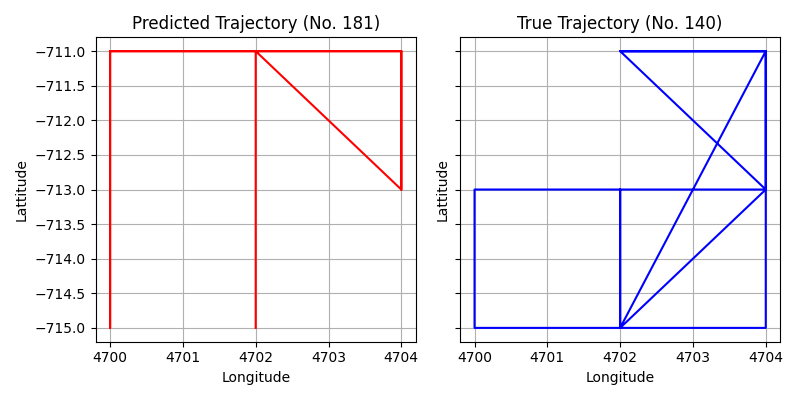 Predicted Trajectory (No. 181)
True Trajectory (No. 140)
−711.0
−711.5
−712.0
−712.5
−713.0
−713.5
−714.0
−714.5
−715.0
Lattitude
Lattitude
4700 4701 4702 4703 4704
4700 4701 4702 4703 4704
Longitude
Longitude